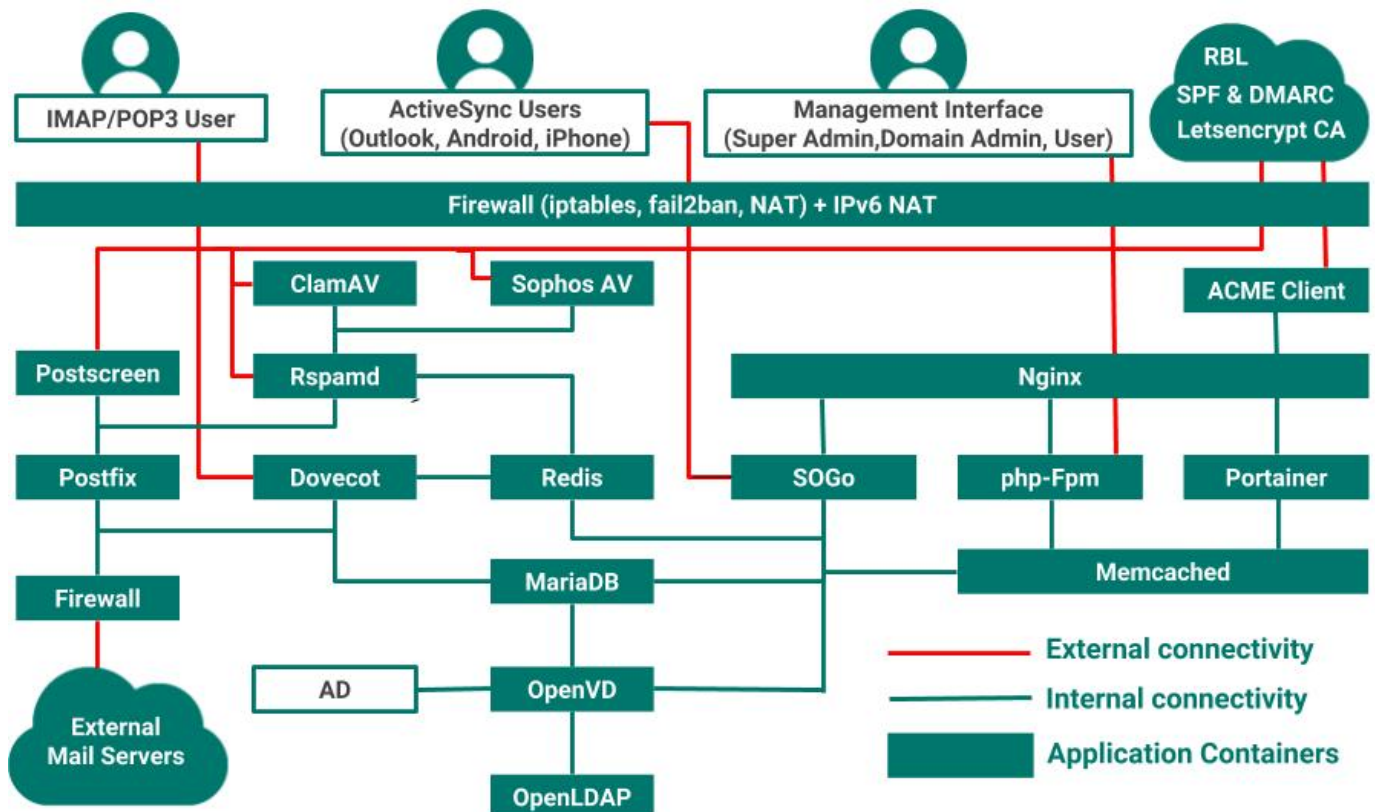 RBL
SPF & DMARC
Letsencrypt CA
IMAP/POP3 User
ActiveSync Users
(Outlook, Android, iPhone)
Management Interface
(Super Admin,Domain Admin, User)
Firewall (iptables, fail2ban, NAT) + IPv6 NAT
ClamAV
Sophos AV
ACME Client
Postscreen
Rspamd
Nginx
Postfix
Dovecot
Redis
SOGo
php-Fpm
Portainer
MariaDB
Memcached
Firewall
External connectivity
AD
OpenVD
Internal connectivity
External
Mail Servers
Application Containers
OpenLDAP